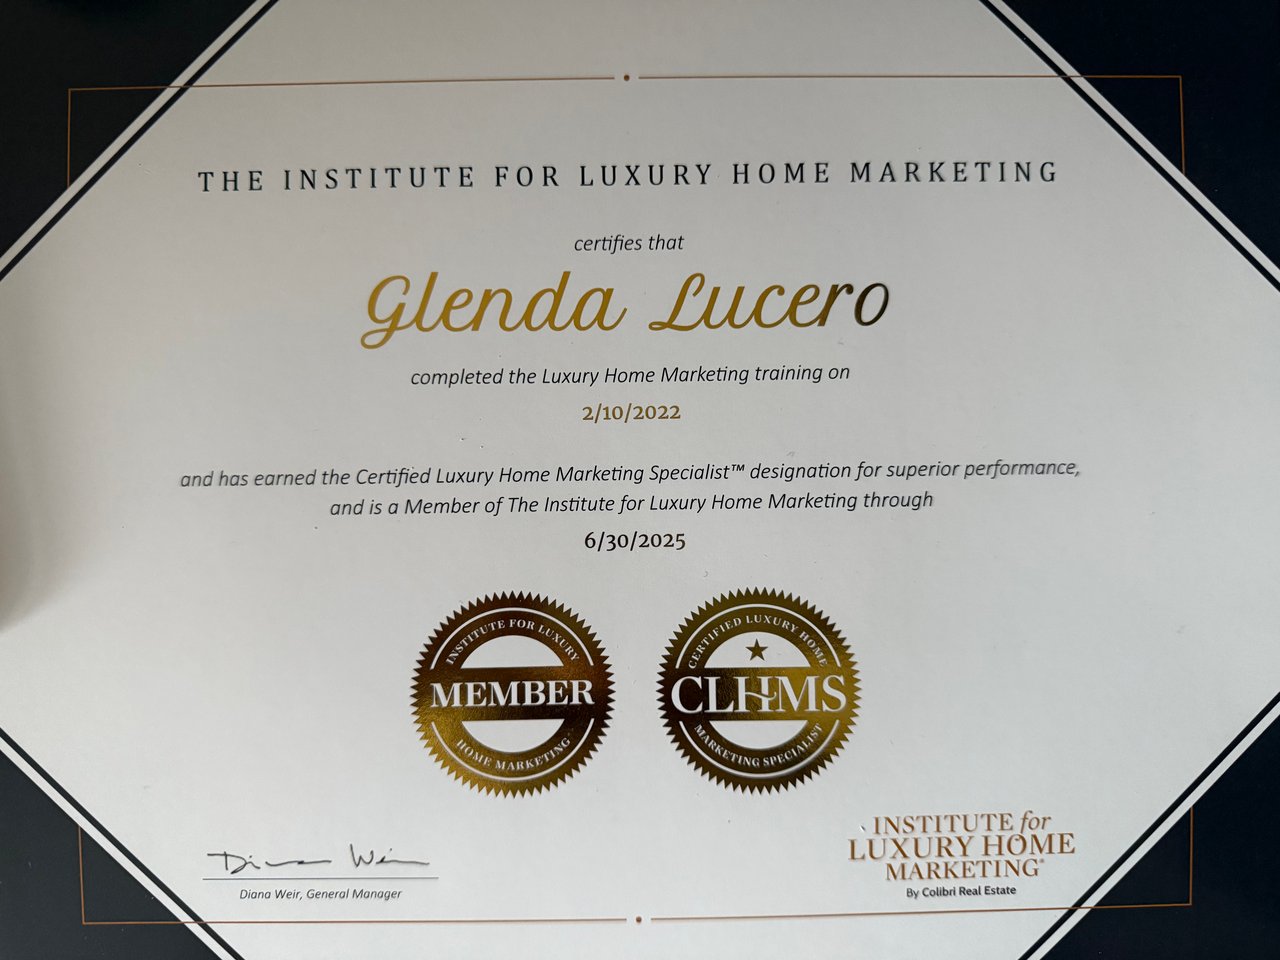 THE INSTITUTE FOR LUXURY HOME MARKETING
certifies that
Glenda Lucero
completed the Luxury Home Marketing training on
2/10/2022
and has earned the Certified Luxury Home Marketing Specialist™ designation for superior performance,
and is a Member of The Institute for Luxury Home Marketing through
6/30/2025
INSTITUTE FOR LUXURY
MEMBER
HOME MARKETING
CERTIFIED LUXURY HOME
CLHMS
MARKETING SPECIALIST
Diana Weir
Diana Weir, General Manager
INSTITUTE for
LUXURY HOME
MARKETING®
By Colibri Real Estate